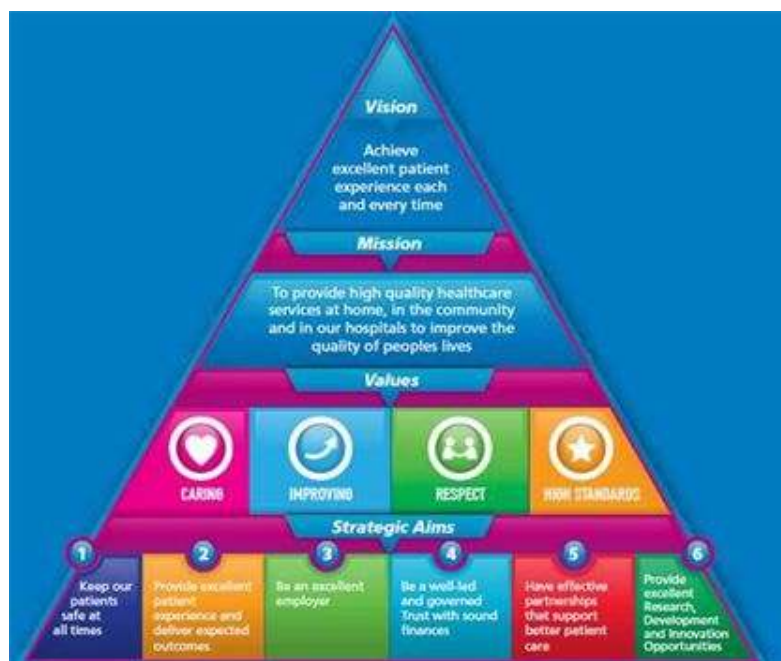 Vision
Achieve
excellent patient
experience each
and every time
Mission
To provide high quality healthcare
services at home, in the community
and in our hospitals to improve the
quality of peoples lives
Values
CARING
IMPROVING
RESPECT
HIGH STANDARDS
Strategic Aims
1
Keep our
patients
safe at
all times
2
Provide excellent
patient
experience and
deliver expected
outcomes
3
Be an excellent
employer
4
Be a well-led
and governed
Trust with sound
finances
5
Have effective
partnerships
that support
better patient
care
6
Provide
excellent
Research,
Development
and Innovation
Opportunities